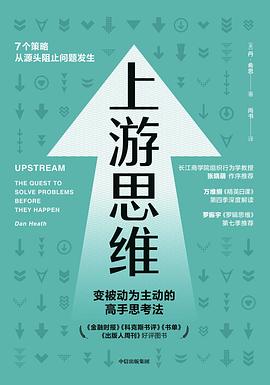 7个策略
从源头阻止问题发生
[美] 丹·希思 著
尚书 译
上游思维
UPSTREAM
THE QUEST TO
SOLVE PROBLEMS
BEFORE
THEY HAPPEN
Dan Heath
长江商学院组织行为学教授
张晓萌 作序推荐
万维钢《精英日课》
第四季深度解读
罗振宇《罗辑思维》
第七季推荐
变被动为主动的
高手思考法
《金融时报》《科克斯书评》《书单》
《出版人周刊》好评图书
中信出版集团